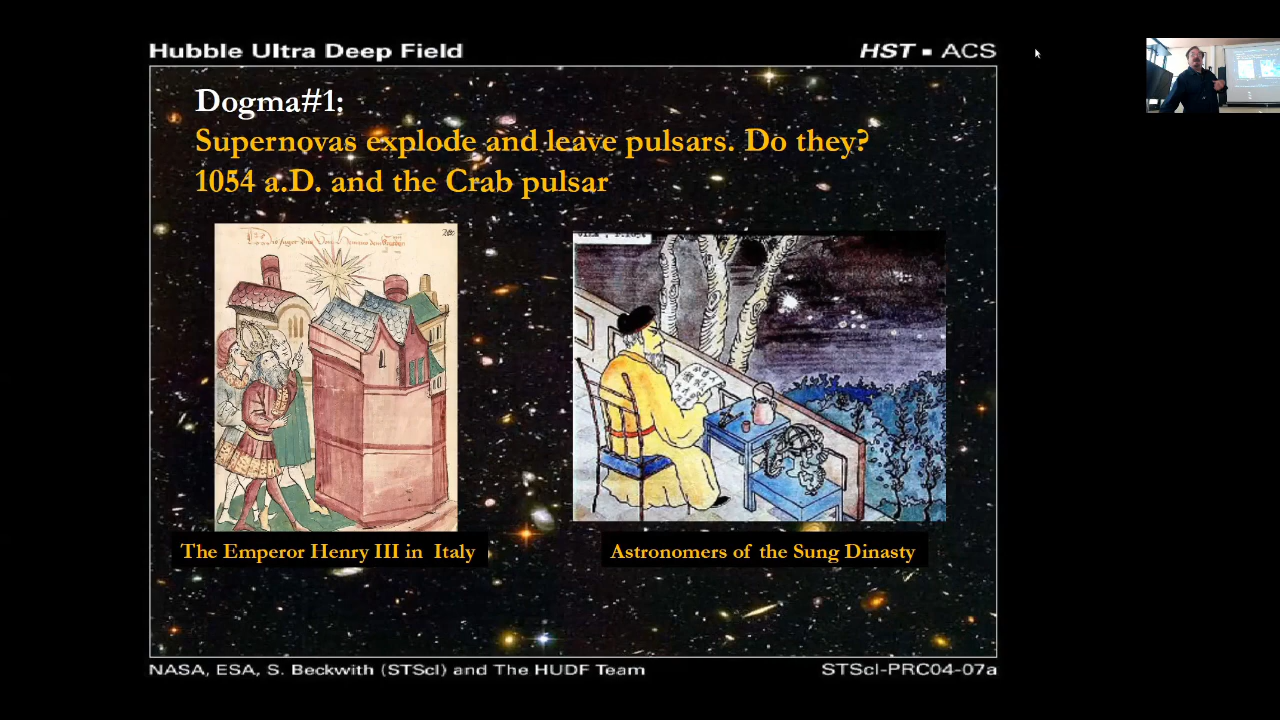 Hubble Ultra Deep Field
HST ▪ ACS
Dogma#1:
Supernovas explode and leave pulsars. Do they?
1054 a.D. and the Crab pulsar
The Emperor Henry III in Italy
Astronomers of the Sung Dinasty
NASA, ESA, S. Beckwith (STScI) and The HUDF Team
STScI-PRC04-07a